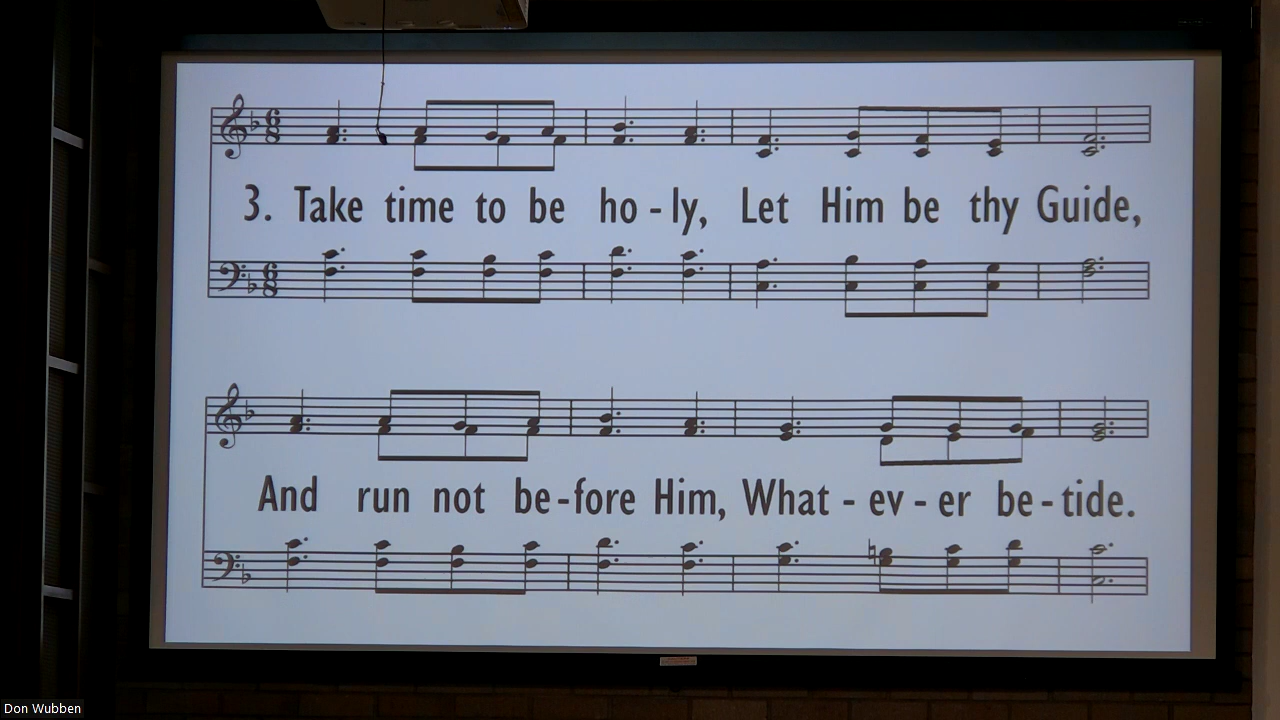 3. Take time to be ho - ly, Let Him be thy Guide,
And run not be - fore Him, What - ev - er be - tide.
Don Wubben